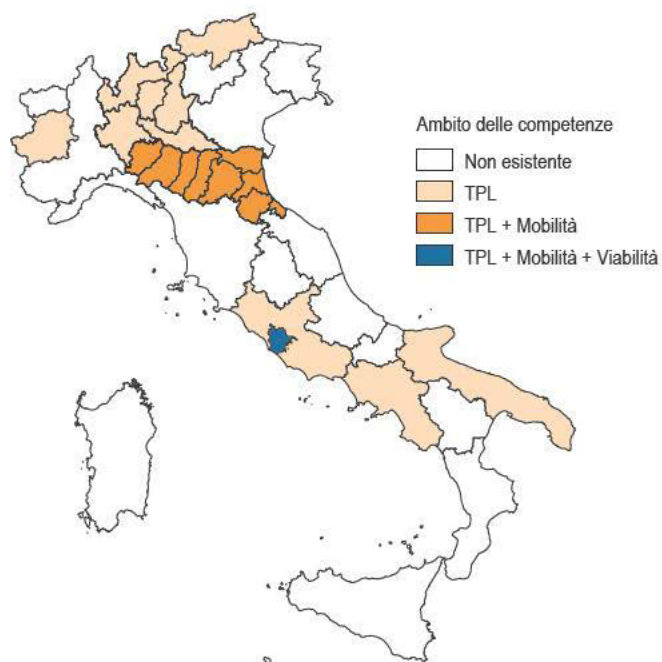 Ambito delle competenze
Non esistente
TPL
TPL + Mobilità
TPL + Mobilità + Viabilità